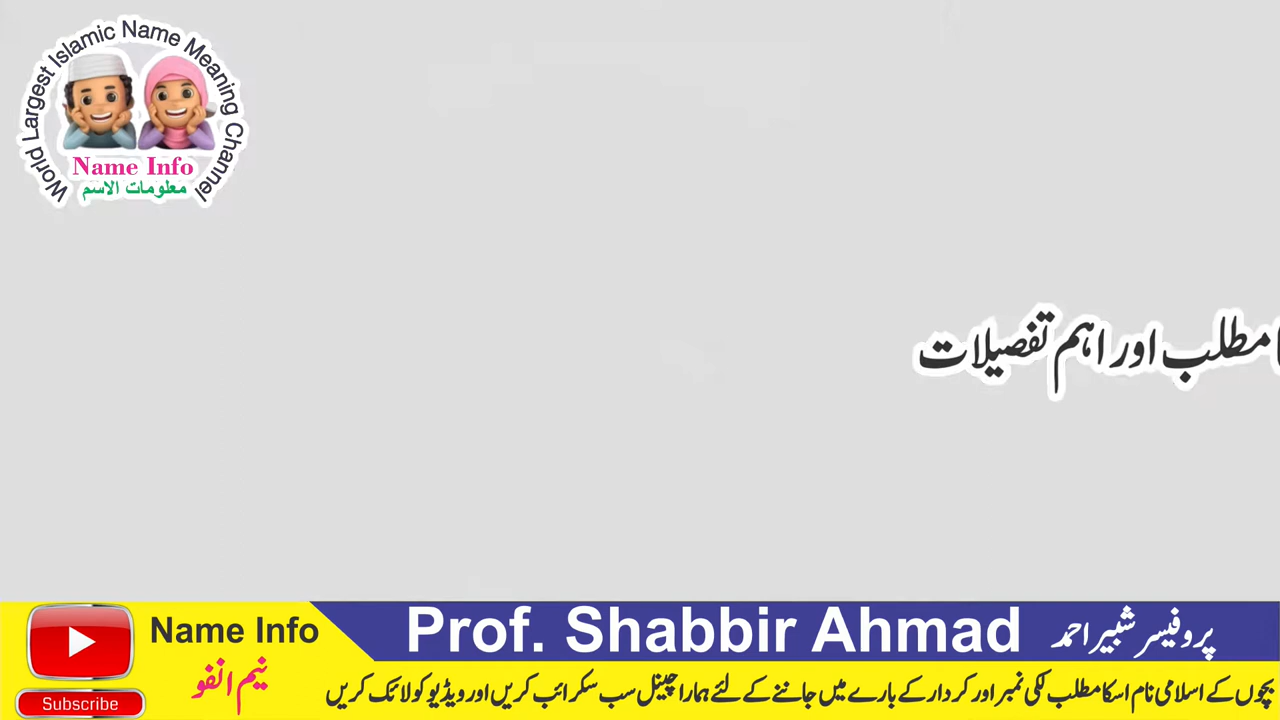 World Largest Islamic Name Meaning Channel
Name Info
معلومات الاسم
مطلب اور اہم تفصیلات
Name Info
نیم انفو
Subscribe
Prof. Shabbir Ahmad
پروفیسر شبیر احمد
بچوں کے اسلامی نام اسکا مطلب لکی نمبر اور کردار کے بارے میں جاننے کے لئے ہمارا چینل سب سکرائب کریں اور ویڈیو کو لائک کریں